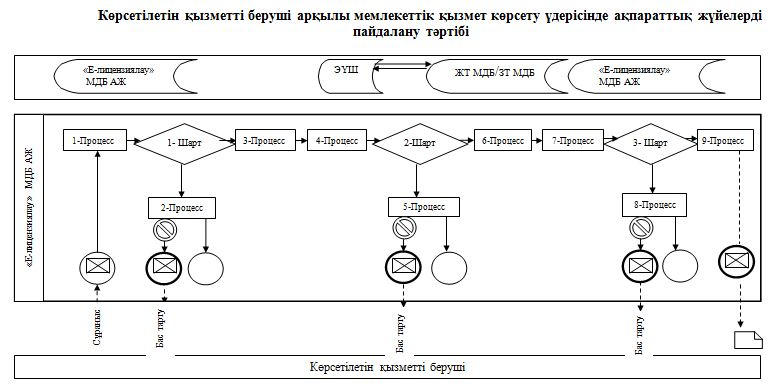 Көрсетілетін қызметті беруші арқылы мемлекеттік қызмет көрсету үдерісінде ақпараттық жүйелерді
пайдалану тәртібі
«Е-лицензиялау»
МДБ АЖ
ЭҮШ
ЖТ МДБ/ЗТ МДБ
«Е-лицензиялау»
МДБ АЖ
«Е-лицензиялау» МДБ АЖ
1-Процесс
1- Шарт
3-Процесс
4-Процесс
2-Шарт
6-Процесс
7-Процесс
3- Шарт
9-Процесс
2-Процесс
5-Процесс
8-Процесс
Сұраныс
Бас тарту
Бас тарту
Бас тарту
Көрсетілетін қызметті беруші